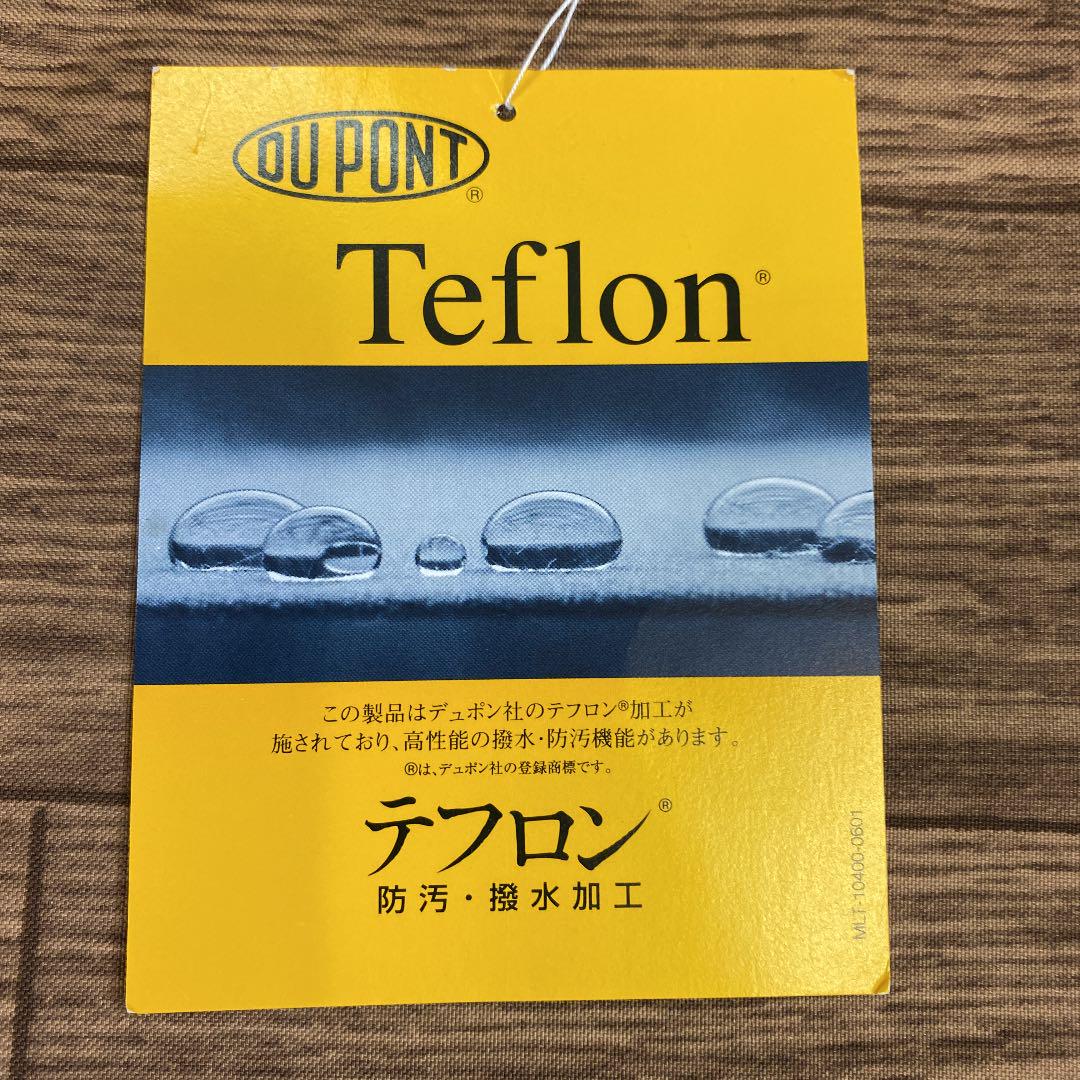 DU PONT®
Teflon®
この製品はデュポン社のテフロン®加工が
施されており、高性能の撥水・防汚機能があります。
®は、デュポン社の登録商標です。
テフロン®
防汚・撥水加工
MLT-10400-0601